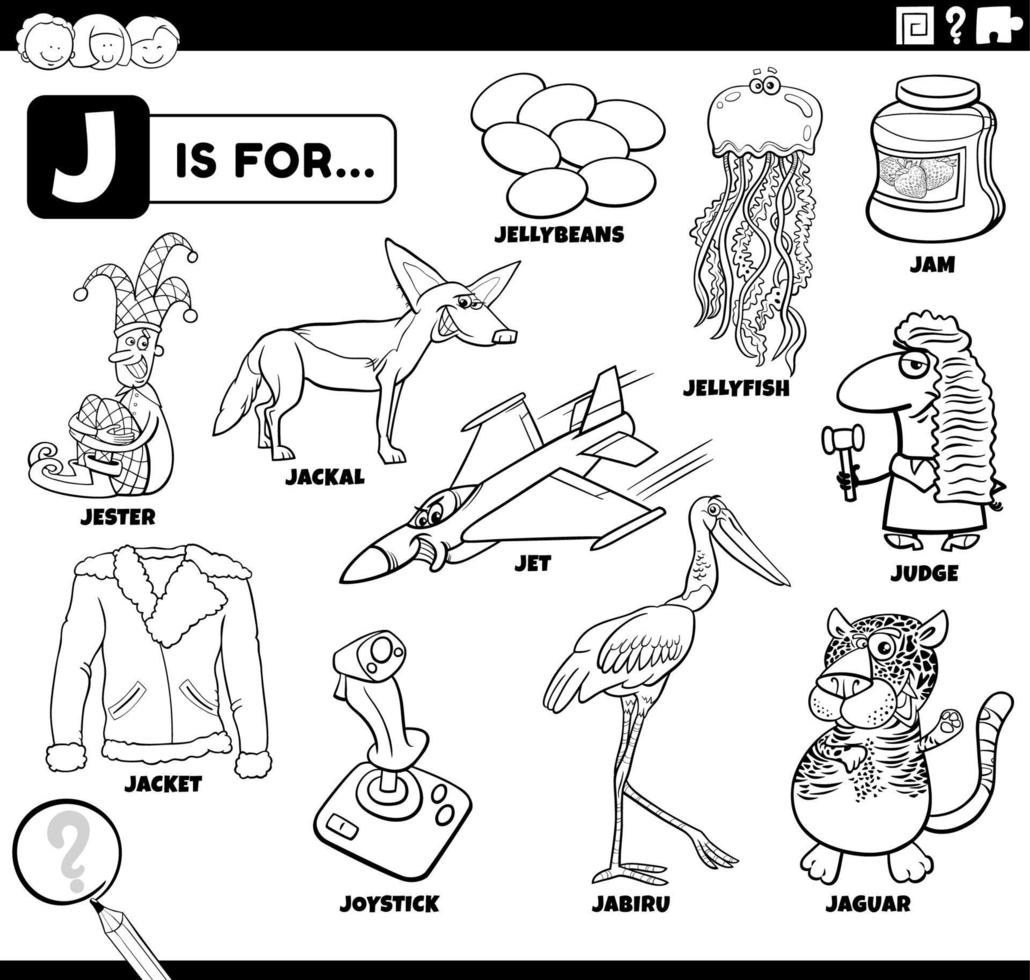 J IS FOR...
JELLYBEANS
JAM
JELLYFISH
JACKAL
JESTER
JET
JUDGE
JACKET
JOYSTICK
JABIRU
JAGUAR
?
?